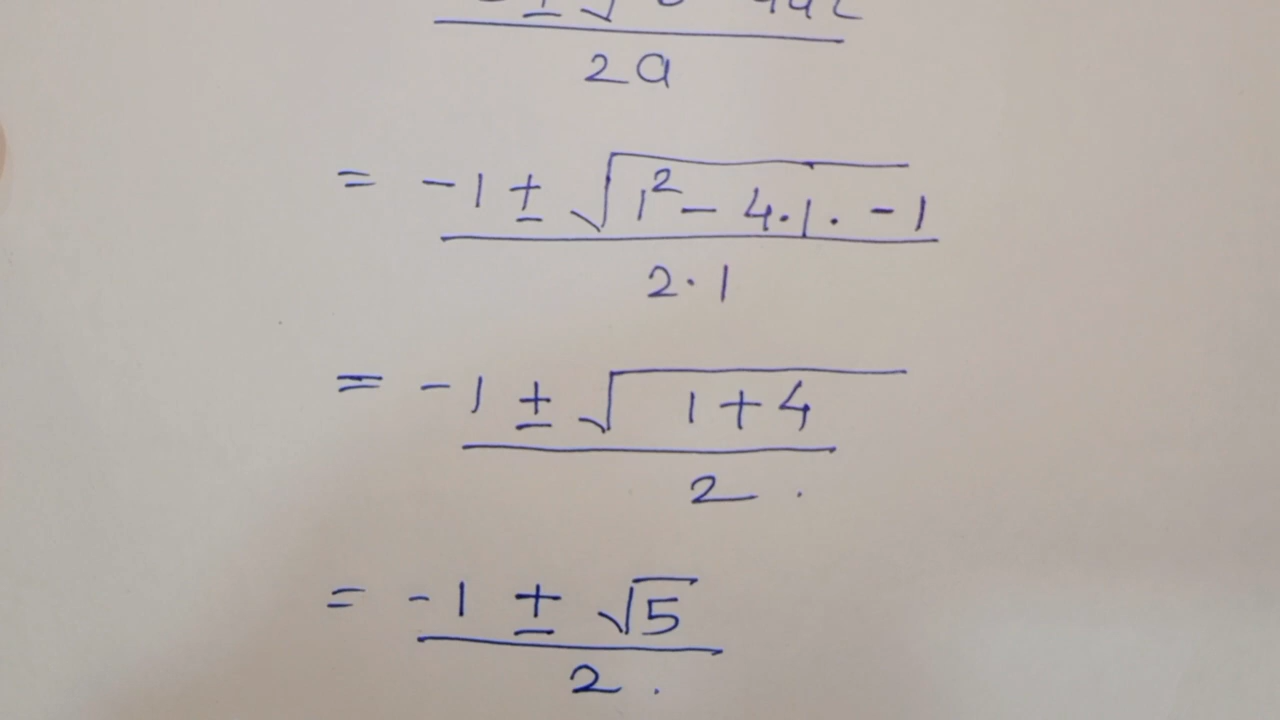 2a
= -1 ± √1² - 4.1. -1
2.1
= -1 ± √1+4
2.
= -1 ± √5
2.